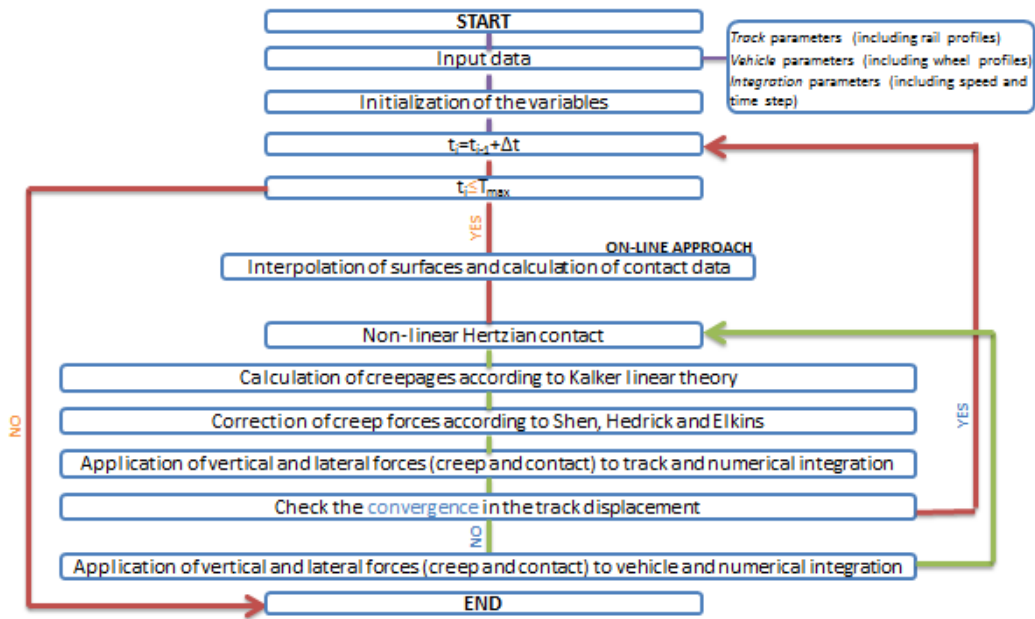 START
Input data
Track parameters (including rail profiles)
Vehicle parameters (including wheel profiles)
Integration parameters (including speed and
time step)
Initialization of the variables
tᵢ=tᵢ₋₁+Δt
tᵢ≤Tmax
YES
ON-LINE APPROACH
Interpolation of surfaces and calculation of contact data
Non-linear Hertzian contact
Calculation of creepages according to Kalker linear theory
NO
YES
Correction of creep forces according to Shen, Hedrick and Elkins
Application of vertical and lateral forces (creep and contact) to track and numerical integration
Check the convergence in the track displacement
NO
Application of vertical and lateral forces (creep and contact) to vehicle and numerical integration
END